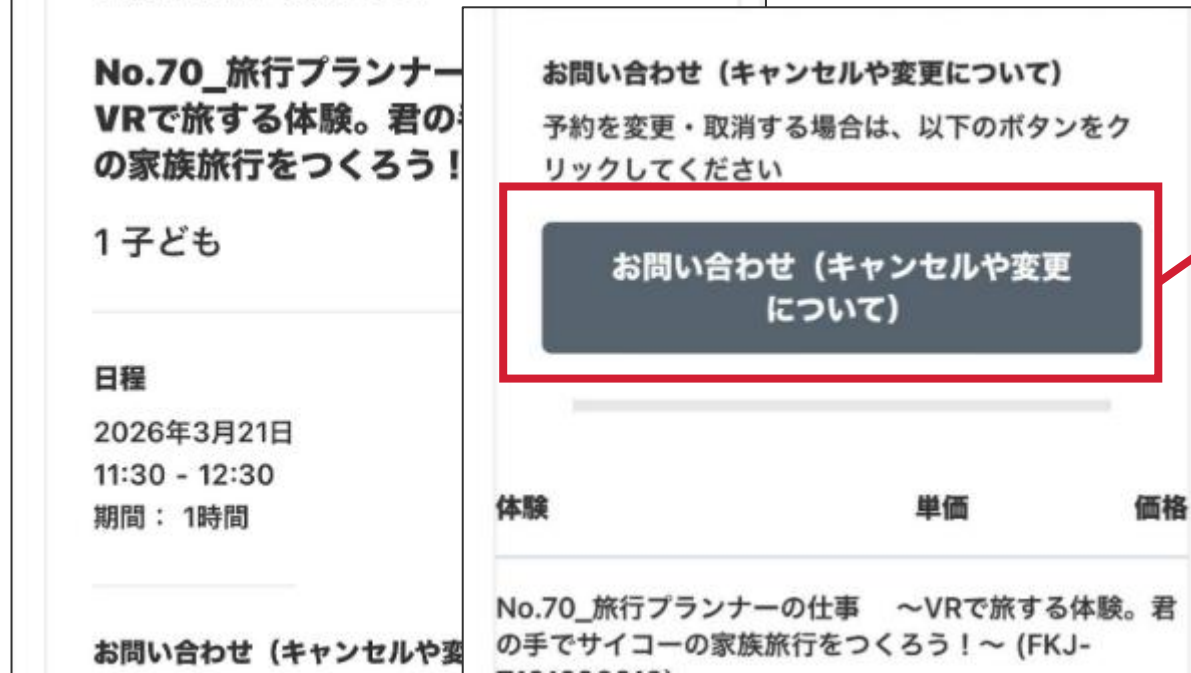 No.70_旅行プランナー
VRで旅する体験。君の
の家族旅行をつくろう！
1 子ども
日程
2026年3月21日
11:30 - 12:30
期間： 1時間
お問い合わせ（キャンセルや変
お問い合わせ（キャンセルや変更について）
予約を変更・取消する場合は、以下のボタンをク
リックしてください
お問い合わせ（キャンセルや変更
について）
体験 単価 価格
No.70_旅行プランナーの仕事　～VRで旅する体験。君
の手でサイコーの家族旅行をつくろう！～ (FKJ-